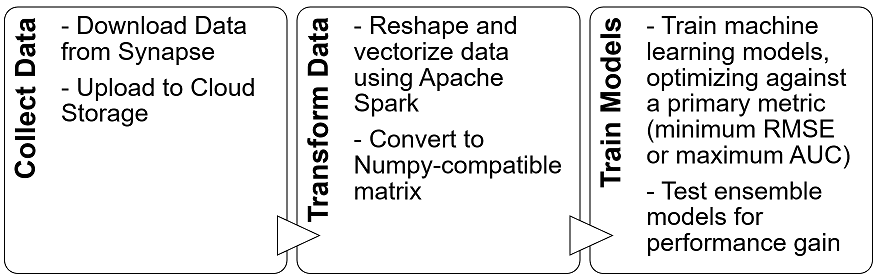 Collect Data
- Download Data
from Synapse
- Upload to Cloud
Storage
Transform Data
- Reshape and
vectorize data
using Apache
Spark
- Convert to
Numpy-compatible
matrix
Train Models
- Train machine
learning models,
optimizing against
a primary metric
(minimum RMSE
or maximum AUC)
- Test ensemble
models for
performance gain